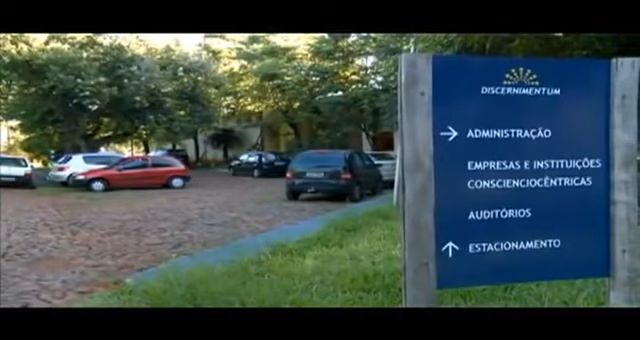 DISCERNIMENTUM
ADMINISTRAÇÃO
EMPRESAS E INSTITUIÇÕES
CONSCIENCIOCÊNTRICAS
AUDITÓRIOS
ESTACIONAMENTO